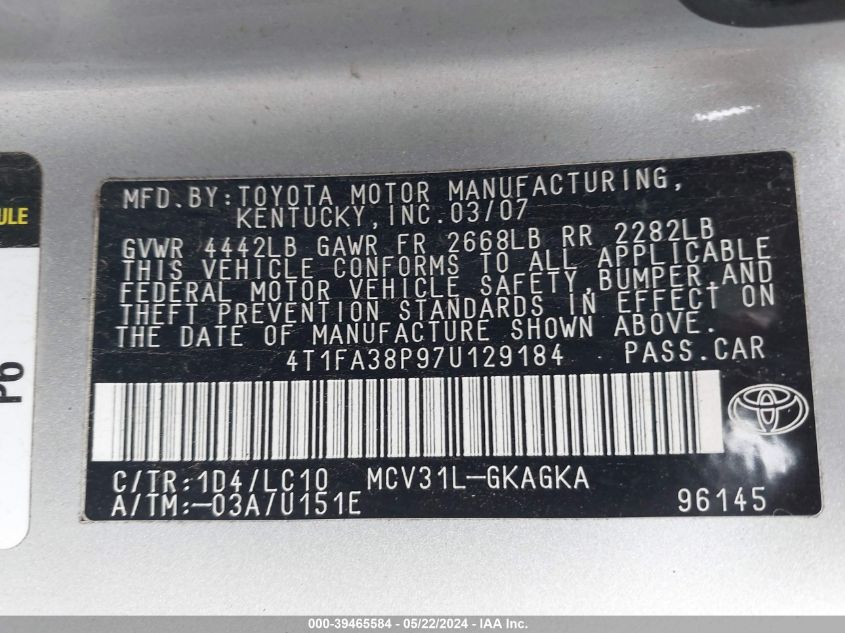 ULE
P6
MFD.BY:TOYOTA MOTOR MANUFACTURING,
KENTUCKY,INC.03/07
GVWR 4442LB GAWR FR 2668LB RR 2282LB
THIS VEHICLE CONFORMS TO ALL APPLICABLE
FEDERAL MOTOR VEHICLE SAFETY,BUMPER,AND
THEFT PREVENTION STANDARDS IN EFFECT ON
THE DATE OF MANUFACTURE SHOWN ABOVE.
4T1FA38P97U129184 PASS.CAR
C/TR:1D4/LC10 MCV31L-GKAGKA
A/TM:-03A/U151E 96145
000-39465584 - 05/22/2024 - IAA Inc.